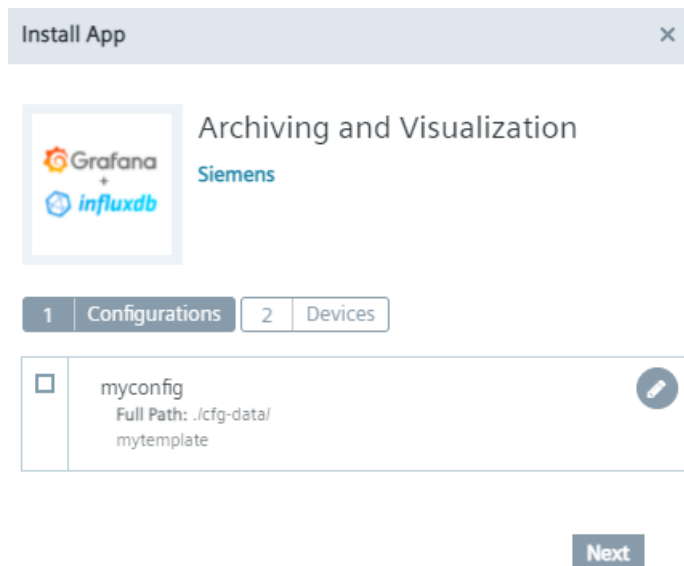 Install App
Archiving and Visualization
Siemens
Grafana
+
influxdb
1 Configurations 2 Devices
myconfig
Full Path: ./cfg-data/
mytemplate
Next